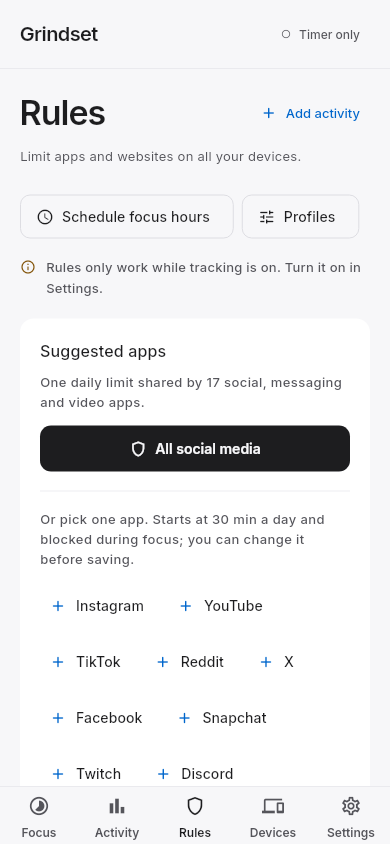 Grindset
Timer only
Rules
Add activity
Limit apps and websites on all your devices.
Schedule focus hours
Profiles
Rules only work while tracking is on. Turn it on in
Settings.
Suggested apps
One daily limit shared by 17 social, messaging
and video apps.
All social media
Or pick one app. Starts at 30 min a day and
blocked during focus; you can change it
before saving.
Instagram
YouTube
TikTok
Reddit
X
Facebook
Snapchat
Twitch
Discord
Focus
Activity
Rules
Devices
Settings